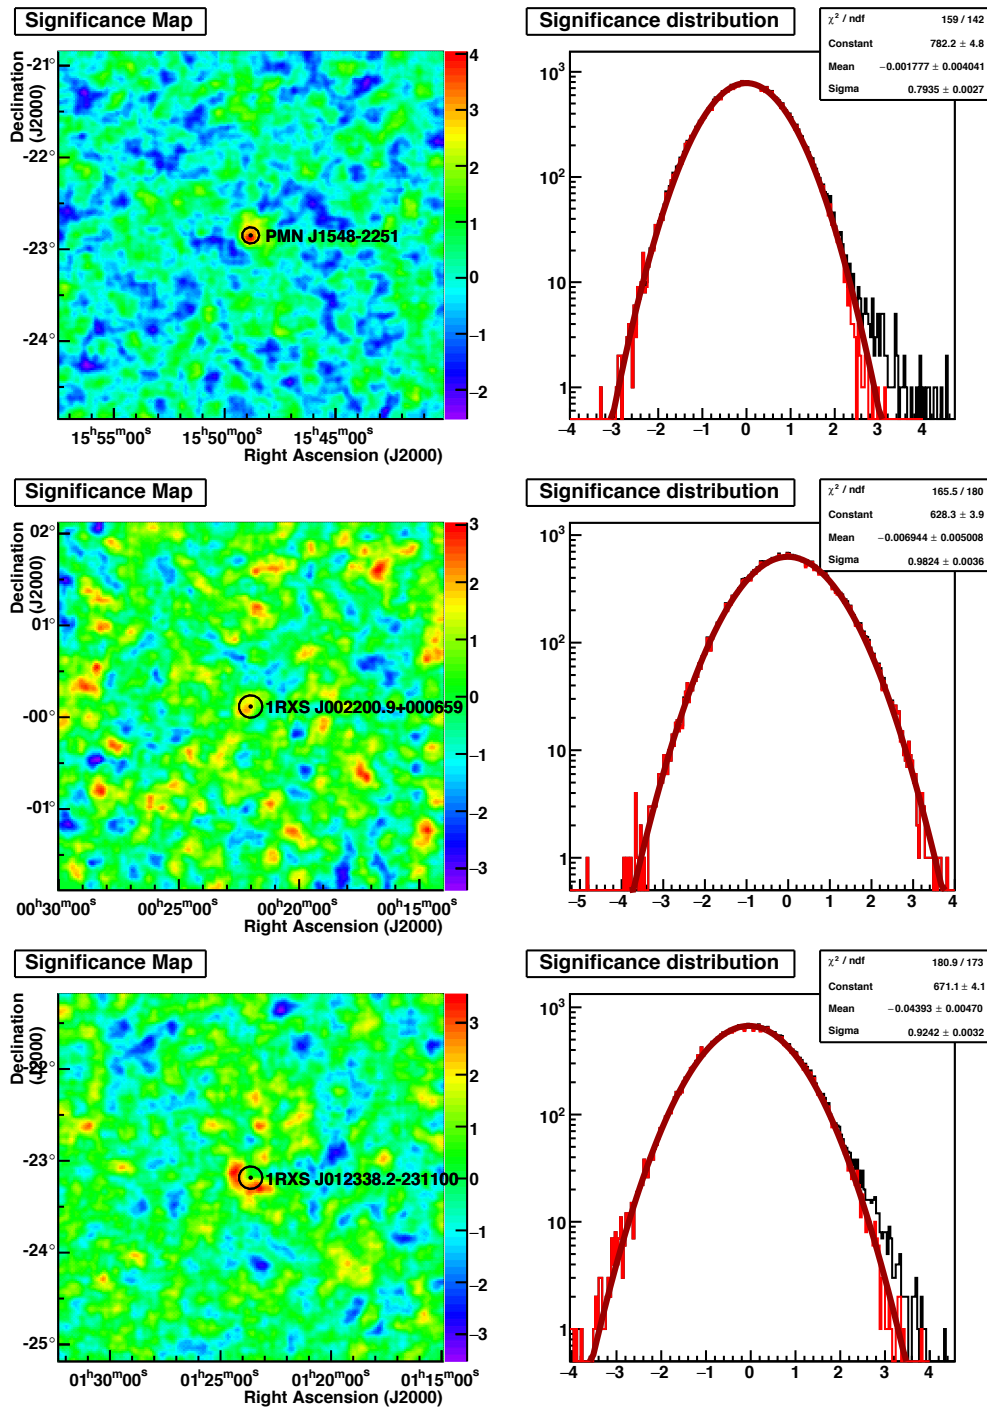 Significance Map
Significance distribution
χ² / ndf 159 / 142
Constant 782.2 ± 4.8
Mean −0.001777 ± 0.004041
Sigma 0.7935 ± 0.0027
Declination (J2000)
-21°
-22°
-23°
-24°
PMN J1548-2251
4
3
2
1
0
−1
−2
15ʰ55ᵐ00ˢ 15ʰ50ᵐ00ˢ 15ʰ45ᵐ00ˢ
Right Ascension (J2000)
10³
10²
10
1
−4 −3 −2 −1 0 1 2 3 4
Significance Map
Significance distribution
χ² / ndf 165.5 / 180
Constant 628.3 ± 3.9
Mean −0.006944 ± 0.005008
Sigma 0.9824 ± 0.0036
Declination (J2000)
02°
01°
-00°
-01°
1RXS J002200.9+000659
3
2
1
0
−1
−2
−3
00ʰ30ᵐ00ˢ 00ʰ25ᵐ00ˢ 00ʰ20ᵐ00ˢ 00ʰ15ᵐ00ˢ
Right Ascension (J2000)
10³
10²
10
1
−5 −4 −3 −2 −1 0 1 2 3 4
Significance Map
Significance distribution
χ² / ndf 180.9 / 173
Constant 671.1 ± 4.1
Mean −0.04393 ± 0.00470
Sigma 0.9242 ± 0.0032
Declination (J2000)
-22°
-23°
-24°
-25°
1RXS J012338.2-231100
3
2
1
0
−1
−2
−3
01ʰ30ᵐ00ˢ 01ʰ25ᵐ00ˢ 01ʰ20ᵐ00ˢ 01ʰ15ᵐ00ˢ
Right Ascension (J2000)
10³
10²
10
1
−4 −3 −2 −1 0 1 2 3 4